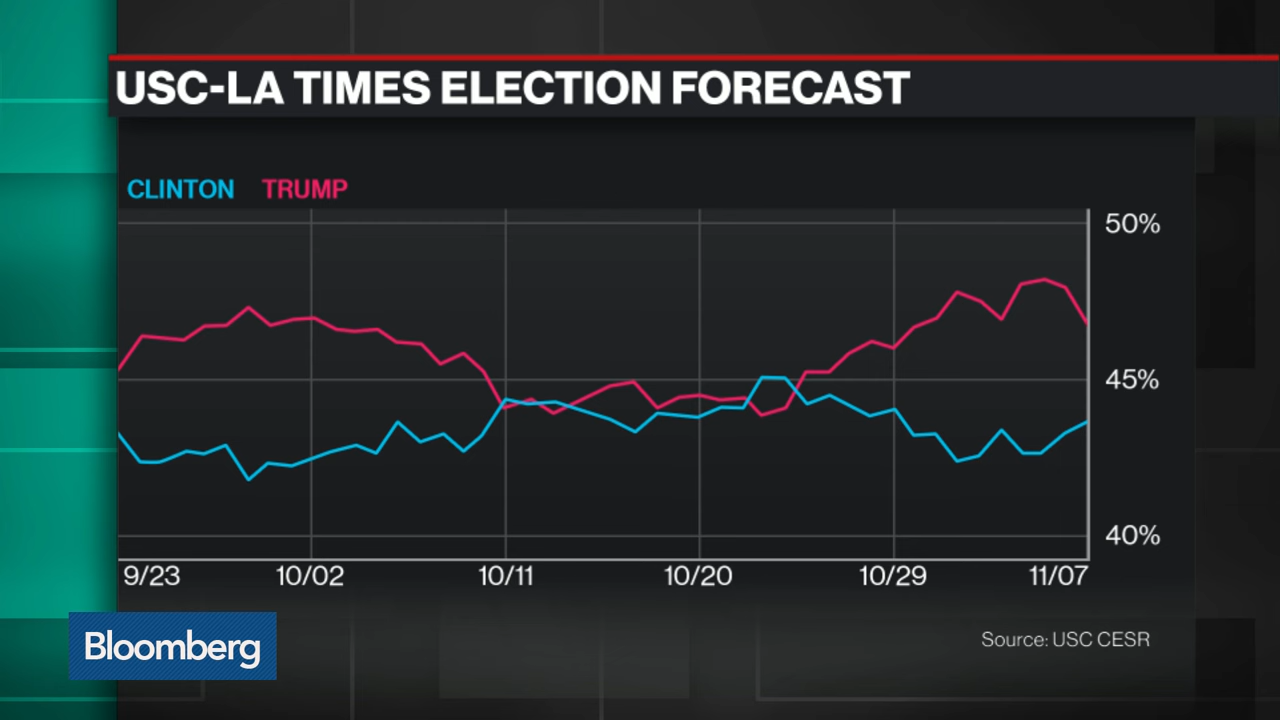 USC-LA TIMES ELECTION FORECAST
CLINTON TRUMP
50%
45%
40%
9/23 10/02 10/11 10/20 10/29 11/07
Bloomberg
Source: USC CESR